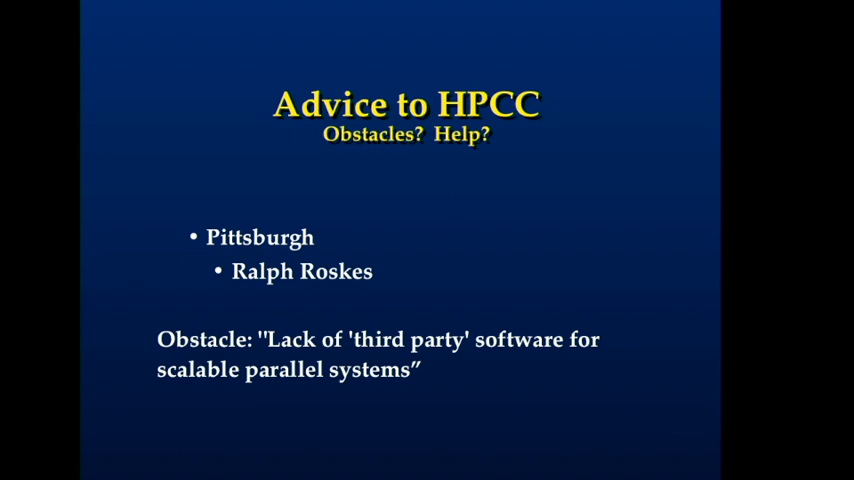 Advice to HPCC
Obstacles? Help?
• Pittsburgh
• Ralph Roskes
Obstacle: "Lack of 'third party' software for
scalable parallel systems”